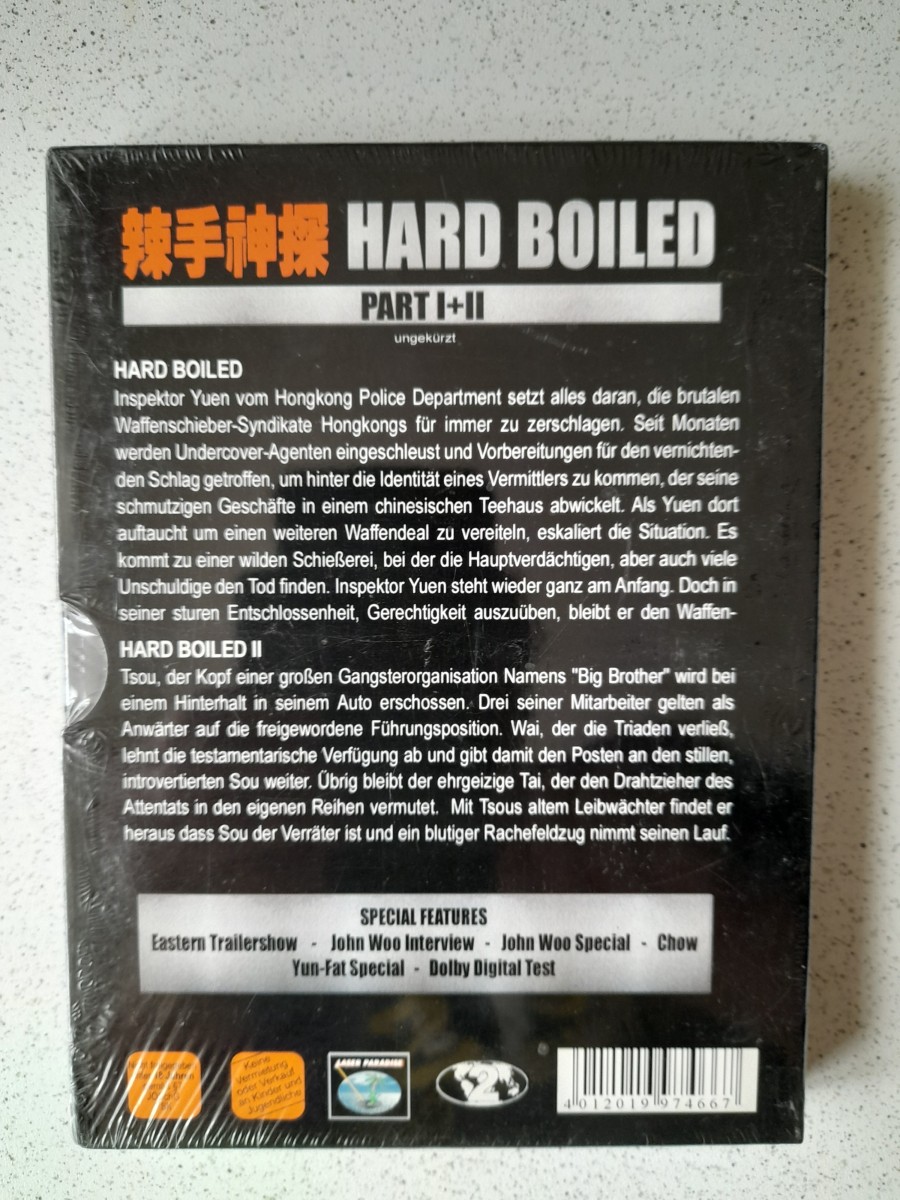 辣手神探 HARD BOILED
PART I+II
ungekürzt
HARD BOILED
Inspektor Yuen vom Hongkong Police Department setzt alles daran, die brutalen
Waffenschieber-Syndikate Hongkongs für immer zu zerschlagen. Seit Monaten
werden Undercover-Agenten eingeschleust und Vorbereitungen für den vernichten-
den Schlag getroffen, um hinter die Identität eines Vermittlers zu kommen, der seine
schmutzigen Geschäfte in einem chinesischen Teehaus abwickelt. Als Yuen dort
auftaucht um einen weiteren Waffendeal zu vereiteln, eskaliert die Situation. Es
kommt zu einer wilden Schießerei, bei der die Hauptverdächtigen, aber auch viele
Unschuldige den Tod finden. Inspektor Yuen steht wieder ganz am Anfang. Doch in
seiner sturen Entschlossenheit, Gerechtigkeit auszuüben, bleibt er den Waffen-
HARD BOILED II
Tsou, der Kopf einer großen Gangsterorganisation Namens "Big Brother" wird bei
einem Hinterhalt in seinem Auto erschossen. Drei seiner Mitarbeiter gelten als
Anwärter auf die freigewordene Führungsposition. Wai, der die Triaden verließ,
lehnt die testamentarische Verfügung ab und gibt damit den Posten an den stillen,
introvertierten Sou weiter. Übrig bleibt der ehrgeizige Tai, der den Drahtzieher des
Attentats in den eigenen Reihen vermutet. Mit Tsous altem Leibwächter findet er
heraus dass Sou der Verräter ist und ein blutiger Rachefeldzug nimmt seinen Lauf.
SPECIAL FEATURES
Eastern Trailershow - John Woo Interview - John Woo Special - Chow
Yun-Fat Special - Dolby Digital Test
Keine
Vermietung
oder Verkauf
an Kinder und
Jugendliche
LASER PARADISE
2
4 012019 974667